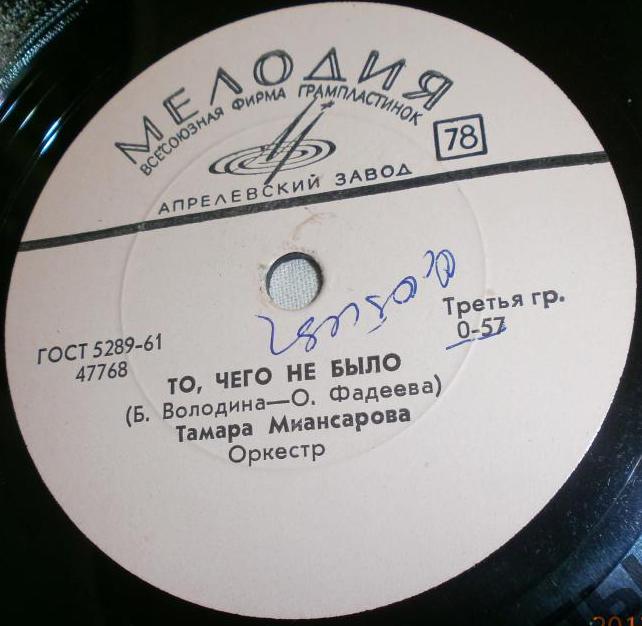 МЕЛОДИЯ
ВСЕСОЮЗНАЯ ФИРМА ГРАМПЛАСТИНОК
78
АПРЕЛЕВСКИЙ ЗАВОД
Третья гр.
0-57
ГОСТ 5289-61
47768
ТО, ЧЕГО НЕ БЫЛО
(Б. Володина—О. Фадеева)
Тамара Миансарова
Оркестр